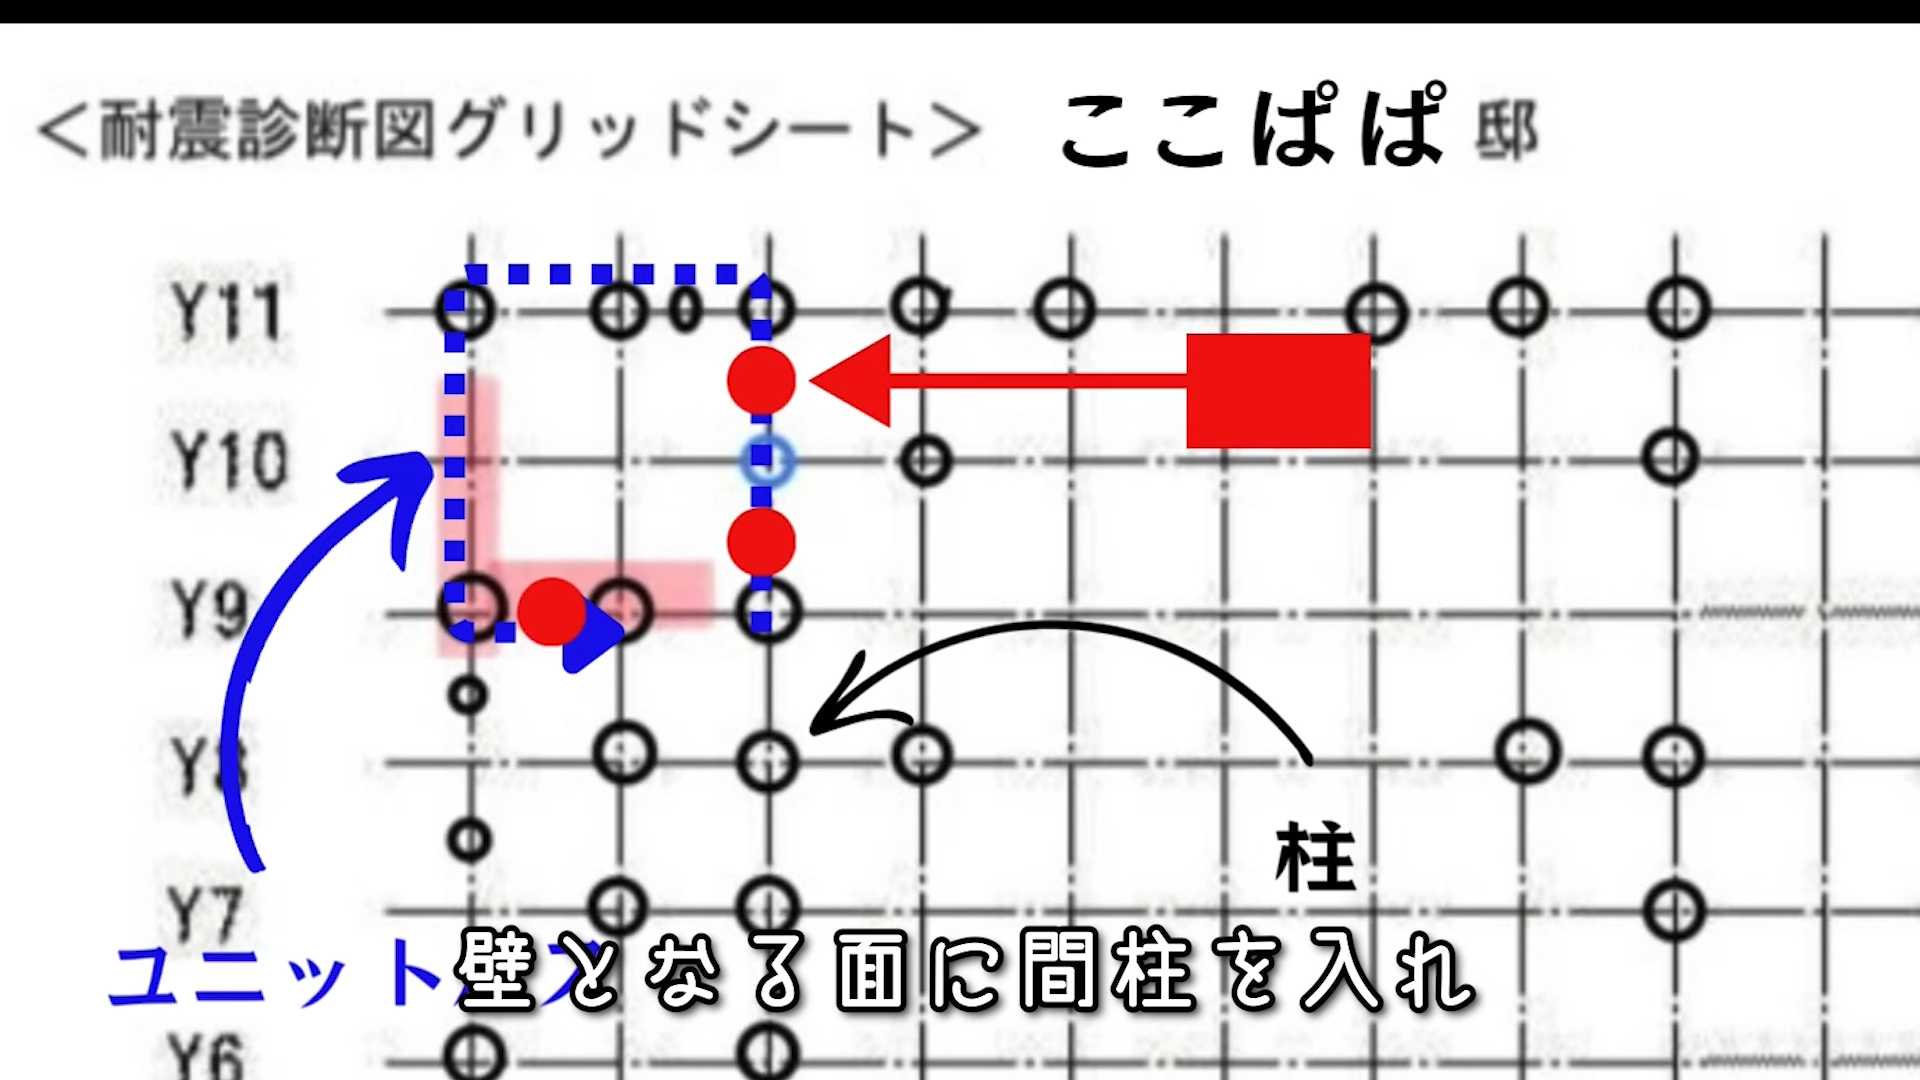 <耐震診断図グリッドシート> ここぱぱ 邸
Y11
Y10
Y9
Y8
Y7
柱
ユニット
壁となる面に間柱を入れ
Y6